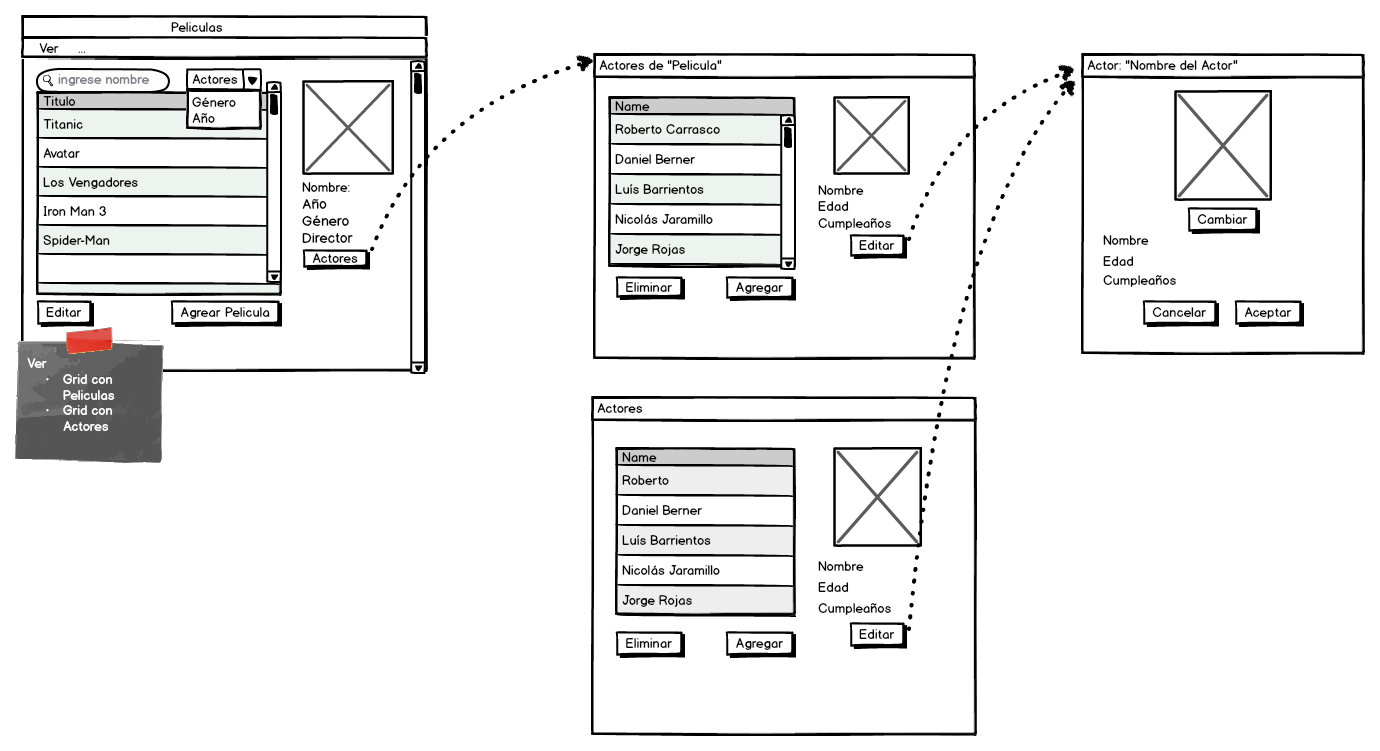 Peliculas
Ver ...
ingrese nombre
Actores
Género
Año
Titulo
Titanic
Avatar
Los Vengadores
Iron Man 3
Spider-Man
Nombre:
Año
Género
Director
Actores
Editar
Agrear Pelicula
Ver
· Grid con
Peliculas
· Grid con
Actores
Actores de "Pelicula"
Name
Roberto Carrasco
Daniel Berner
Luís Barrientos
Nicolás Jaramillo
Jorge Rojas
Nombre
Edad
Cumpleaños
Editar
Eliminar
Agregar
Actor: "Nombre del Actor"
Cambiar
Nombre
Edad
Cumpleaños
Cancelar
Aceptar
Actores
Name
Roberto
Daniel Berner
Luís Barrientos
Nicolás Jaramillo
Jorge Rojas
Nombre
Edad
Cumpleaños
Editar
Eliminar
Agregar